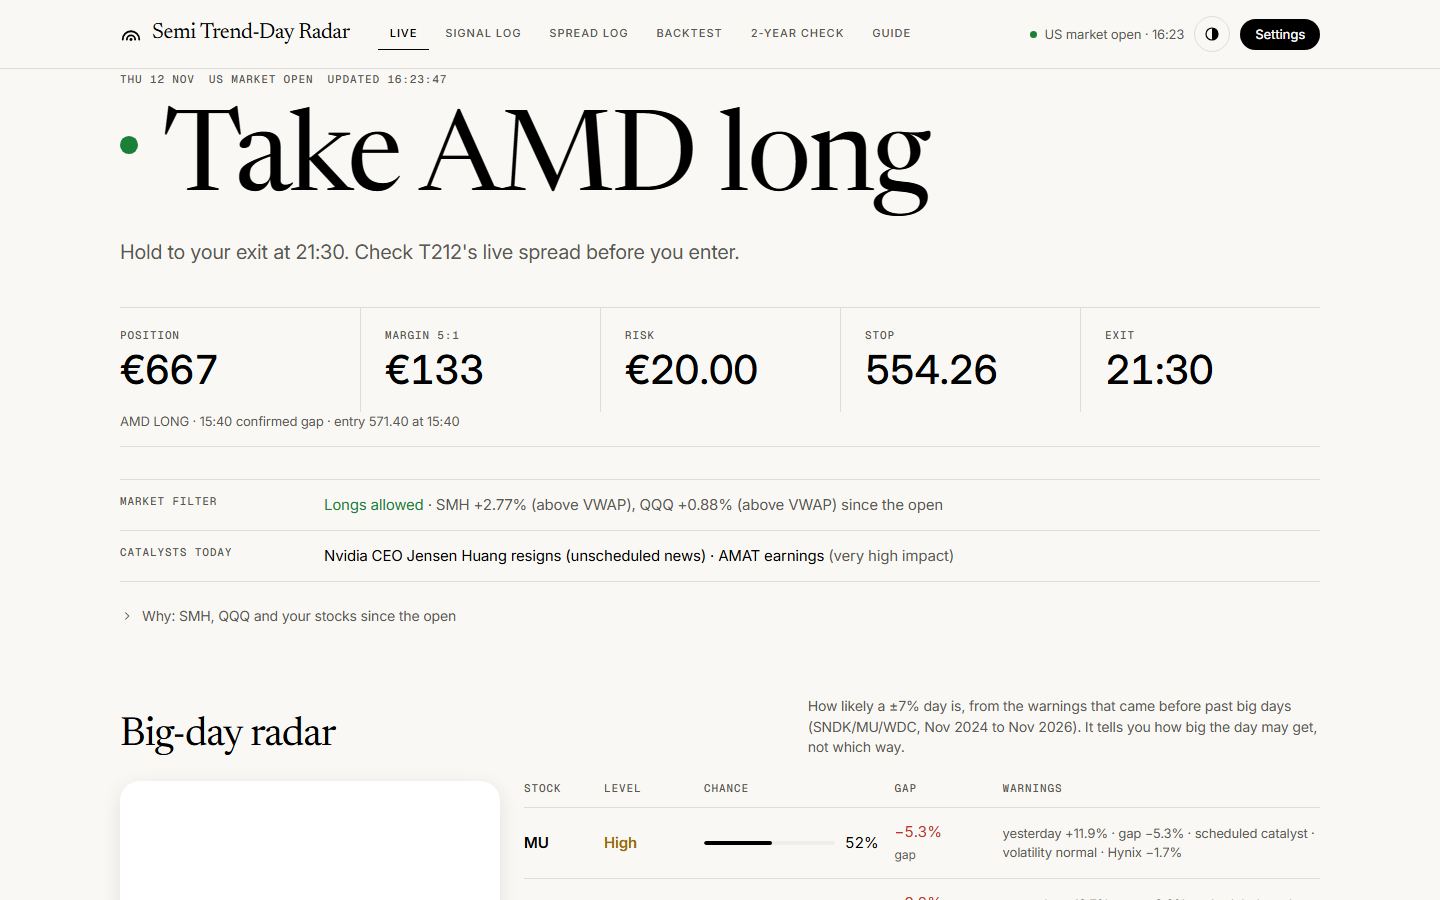 Semi Trend-Day Radar
LIVE SIGNAL LOG SPREAD LOG BACKTEST 2-YEAR CHECK GUIDE
US market open · 16:23
Settings
THU 12 NOV US MARKET OPEN UPDATED 16:23:47
Take AMD long
Hold to your exit at 21:30. Check T212's live spread before you enter.
POSITION
€667
MARGIN 5:1
€133
RISK
€20.00
STOP
554.26
EXIT
21:30
AMD LONG · 15:40 confirmed gap · entry 571.40 at 15:40
MARKET FILTER
Longs allowed · SMH +2.77% (above VWAP), QQQ +0.88% (above VWAP) since the open
CATALYSTS TODAY
Nvidia CEO Jensen Huang resigns (unscheduled news) · AMAT earnings (very high impact)
Why: SMH, QQQ and your stocks since the open
Big-day radar
How likely a ±7% day is, from the warnings that came before past big days
(SNDK/MU/WDC, Nov 2024 to Nov 2026). It tells you how big the day may get,
not which way.
STOCK LEVEL CHANCE GAP WARNINGS
MU High 52% −5.3%
gap
yesterday +11.9% · gap −5.3% · scheduled catalyst ·
volatility normal · Hynix −1.7%